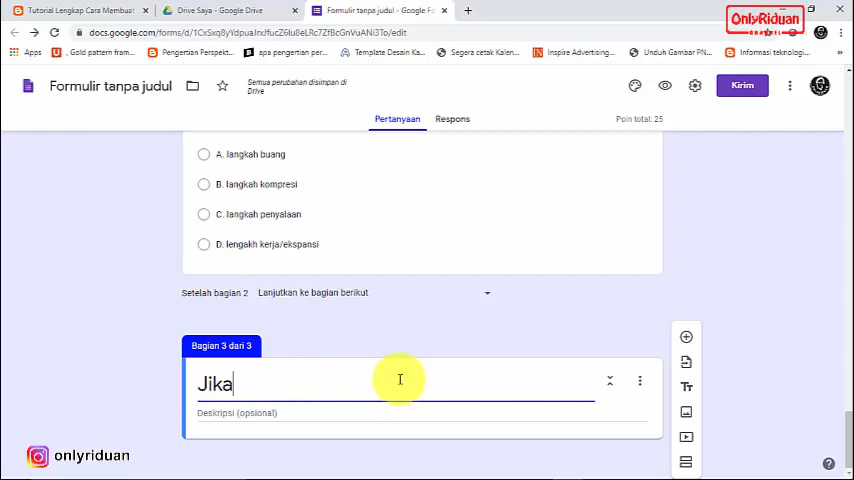 Tutorial Lengkap Cara Membuat
Drive Saya - Google Drive
Formulir tanpa judul - Google Fo
OnlyRiduan
docs.google.com/forms/d/1CxSxq8yYdpuaInxfucZ6lu8eLRc7ZfBcGnVuANi3To/edit
Apps
, Gold pattern fram...
Pengertian Perspekt...
apa pengertian per...
Template Desain Ka...
Segera cetak Kalen...
Inspire Advertising...
Unduh Gambar PN...
Informasi teknologi...
Formulir tanpa judul
Semua perubahan disimpan di
Drive
Kirim
Pertanyaan
Respons
Poin total: 25
A. langkah buang
B. langkah kompresi
C. langkah penyalaan
D. lengakh kerja/ekspansi
Setelah bagian 2
Lanjutkan ke bagian berikut
Bagian 3 dari 3
Jika
Deskripsi (opsional)
onlyriduan